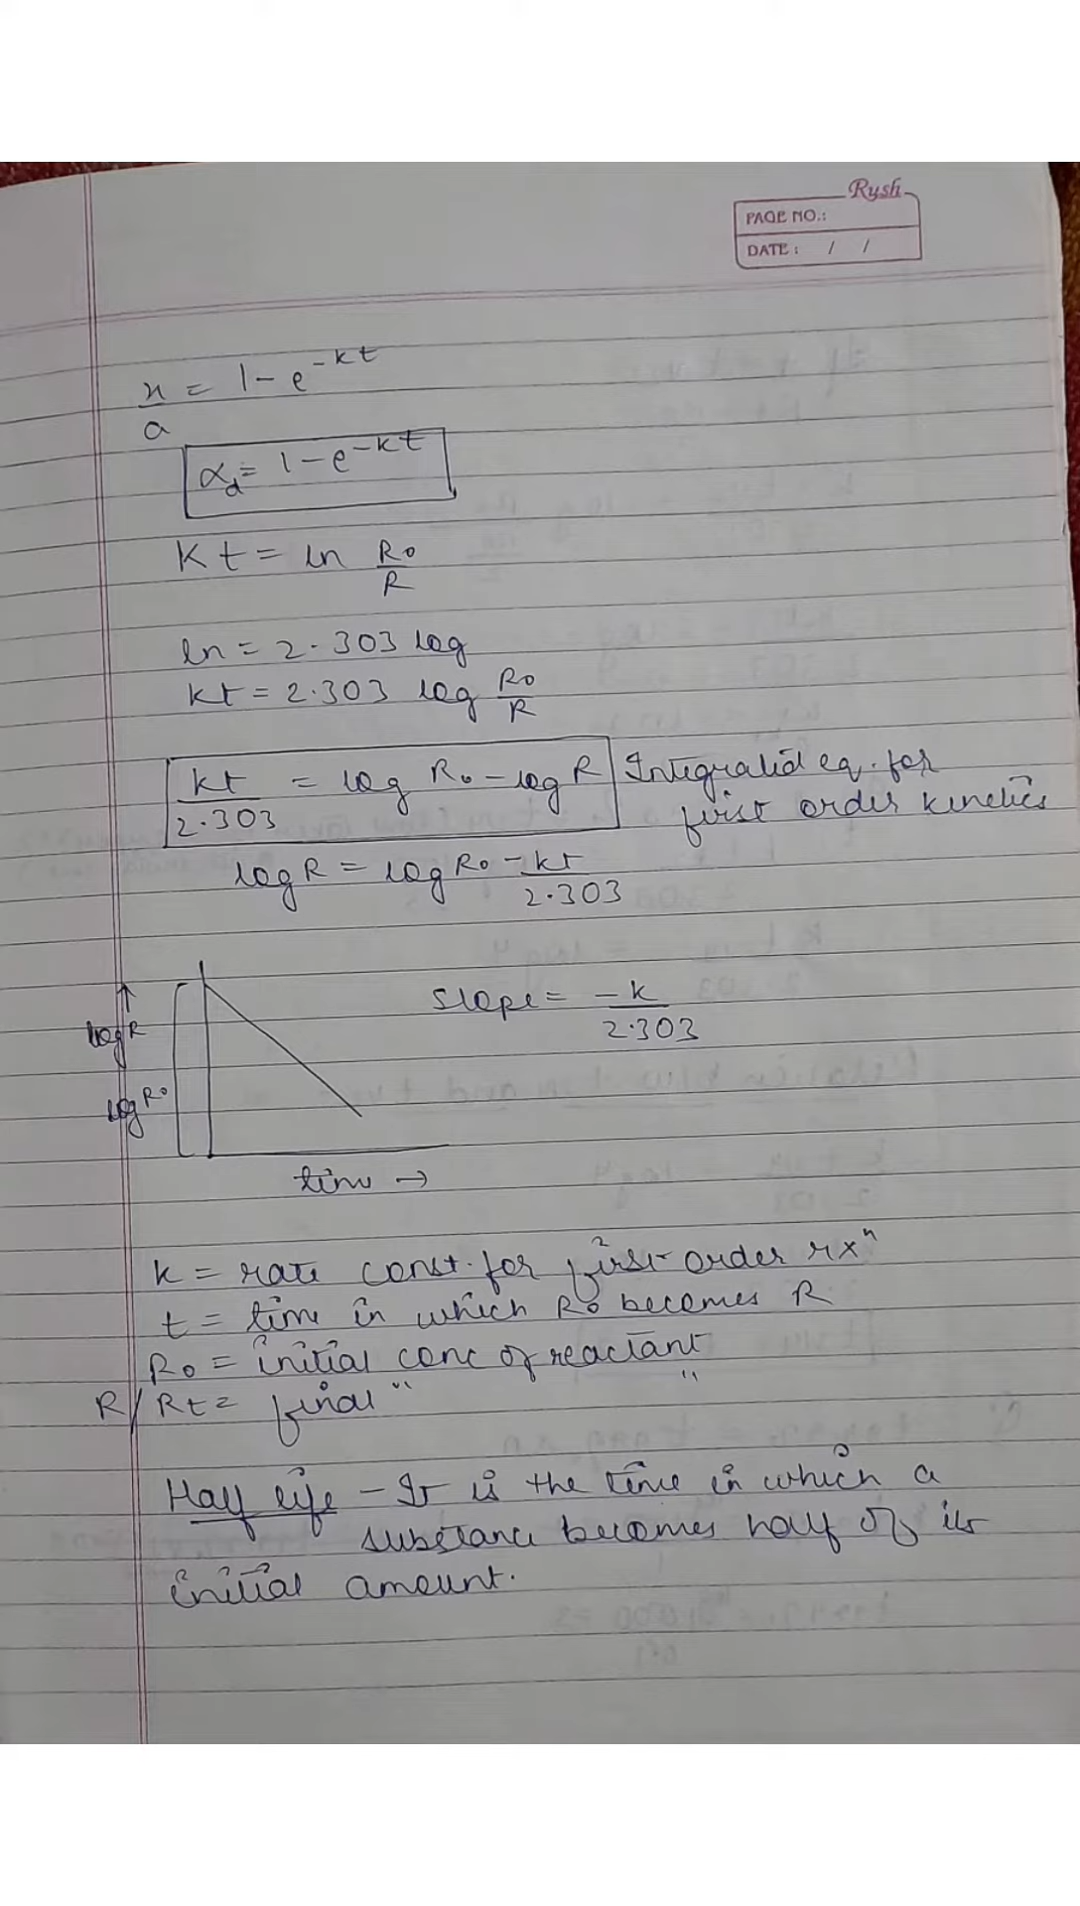 Rysh
PAGE NO.:
DATE : / /
x/a = 1 - e^-kt
αd = 1 - e^-kt
Kt = ln R₀/R
ln = 2.303 log
kt = 2.303 log R₀/R
kt/2.303 = log R₀ - log R Integrated eq. for
first order kinetics
log R = log R₀ - kt/2.303
slope = -k/2.303
log R
log R₀
time →
k = rate const. for first order rxⁿ
t = time in which R₀ becomes R
R₀ = initial conc of reactant
R/Rt = final " "
Half life - It is the time in which a
substance becomes half of its
initial amount.